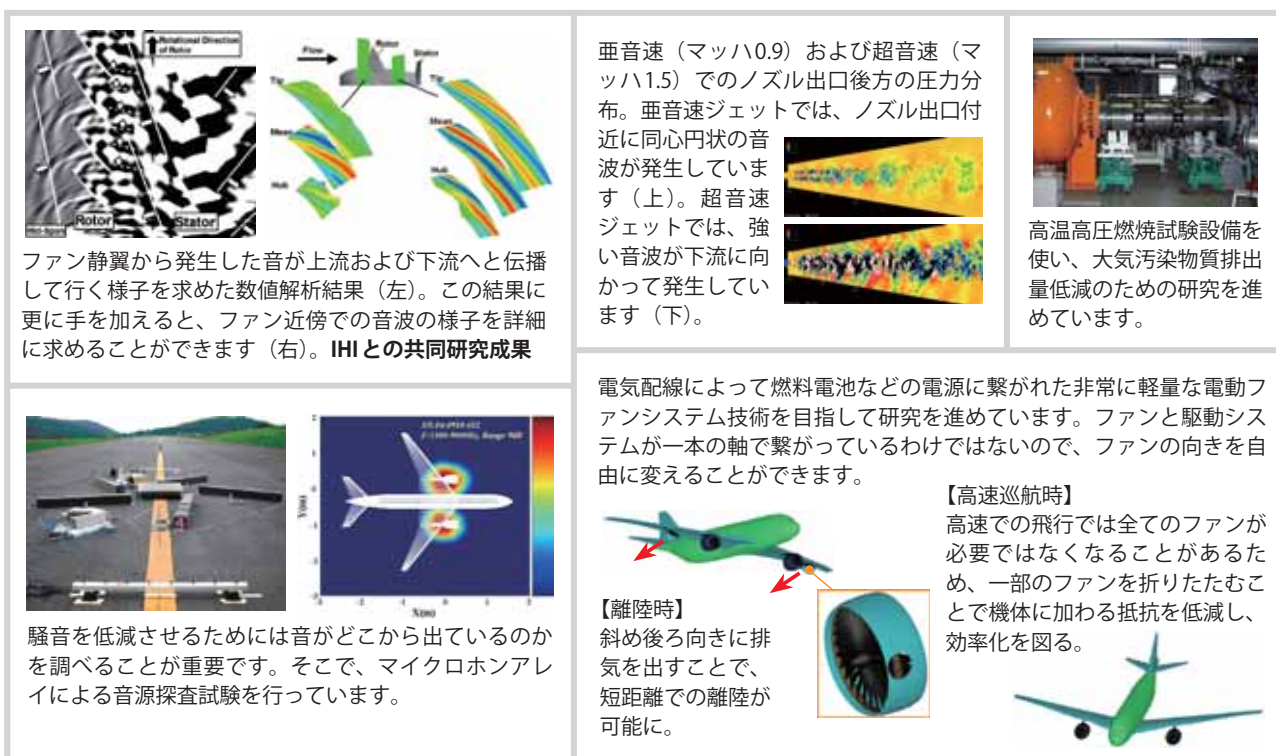 Rotational Direction
of Rotor
Rotor
Stator
Mid-Span
Flow
Rotor
Stator
Tip
Mean
Hub
Tip
Mean
Hub
ファン静翼から発生した音が上流および下流へと伝播
して行く様子を求めた数値解析結果（左）。この結果に
更に手を加えると、ファン近傍での音波の様子を詳細
に求めることができます（右）。IHIとの共同研究成果
亜音速（マッハ0.9）および超音速（マ
ッハ1.5）でのノズル出口後方の圧力分
布。亜音速ジェットでは、ノズル出口付
近に同心円状の音
波が発生していま
す（上）。超音速
ジェットでは、強
い音波が下流に向
かって発生してい
ます（下）。
高温高圧燃焼試験設備を
使い、大気汚染物質排出
量低減のための研究を進
めています。
Y(m)
X(m)
騒音を低減させるためには音がどこから出ているのか
を調べることが重要です。そこで、マイクロホンアレ
イによる音源探査試験を行っています。
電気配線によって燃料電池などの電源に繋がれた非常に軽量な電動フ
ァンシステム技術を目指して研究を進めています。ファンと駆動シス
テムが一本の軸で繋がっているわけではないので、ファンの向きを自
由に変えることができます。
【離陸時】
斜め後ろ向きに排
気を出すことで、
短距離での離陸が
可能に。
【高速巡航時】
高速での飛行では全てのファンが
必要ではなくなることがあるた
め、一部のファンを折りたたむこ
とで機体に加わる抵抗を低減し、
効率化を図る。